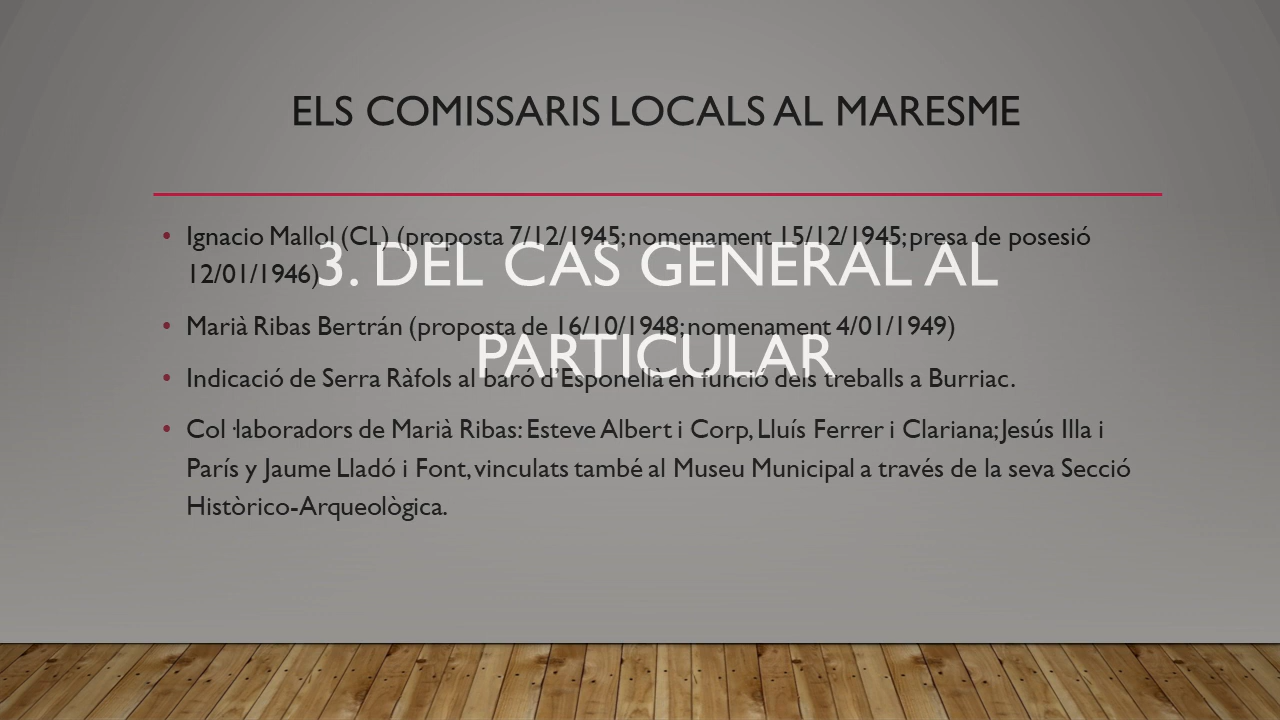 ELS COMISSARIS LOCALS AL MARESME
• Ignacio Mallol (CL) (proposta 7/12/1945; nomenament 15/12/1945; presa de posesió
12/01/1946)
3. DEL CAS GENERAL AL
PARTICULAR
• Marià Ribas Bertrán (proposta de 16/10/1948; nomenament 4/01/1949)
• Indicació de Serra Ràfols al baró d'Esponellà en funció dels treballs a Burriac.
• Col·laboradors de Marià Ribas: Esteve Albert i Corp, Lluís Ferrer i Clariana; Jesús Illa i
París y Jaume Lladó i Font, vinculats també al Museu Municipal a través de la seva Secció
Històrico-Arqueològica.